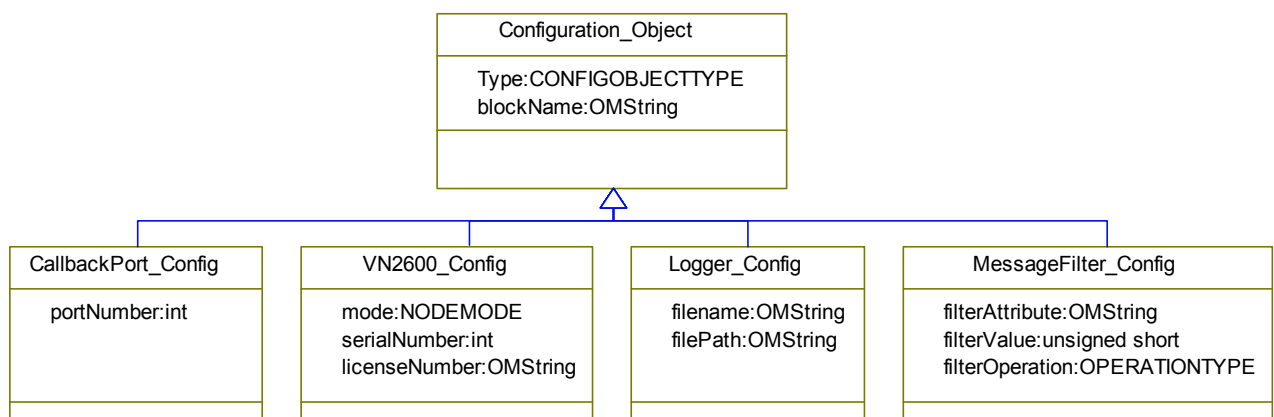 Configuration_Object
Type:CONFIGOBJECTTYPE
blockName:OMString
CallbackPort_Config
portNumber:int
VN2600_Config
mode:NODEMODE
serialNumber:int
licenseNumber:OMString
Logger_Config
filename:OMString
filePath:OMString
MessageFilter_Config
filterAttribute:OMString
filterValue:unsigned short
filterOperation:OPERATIONTYPE